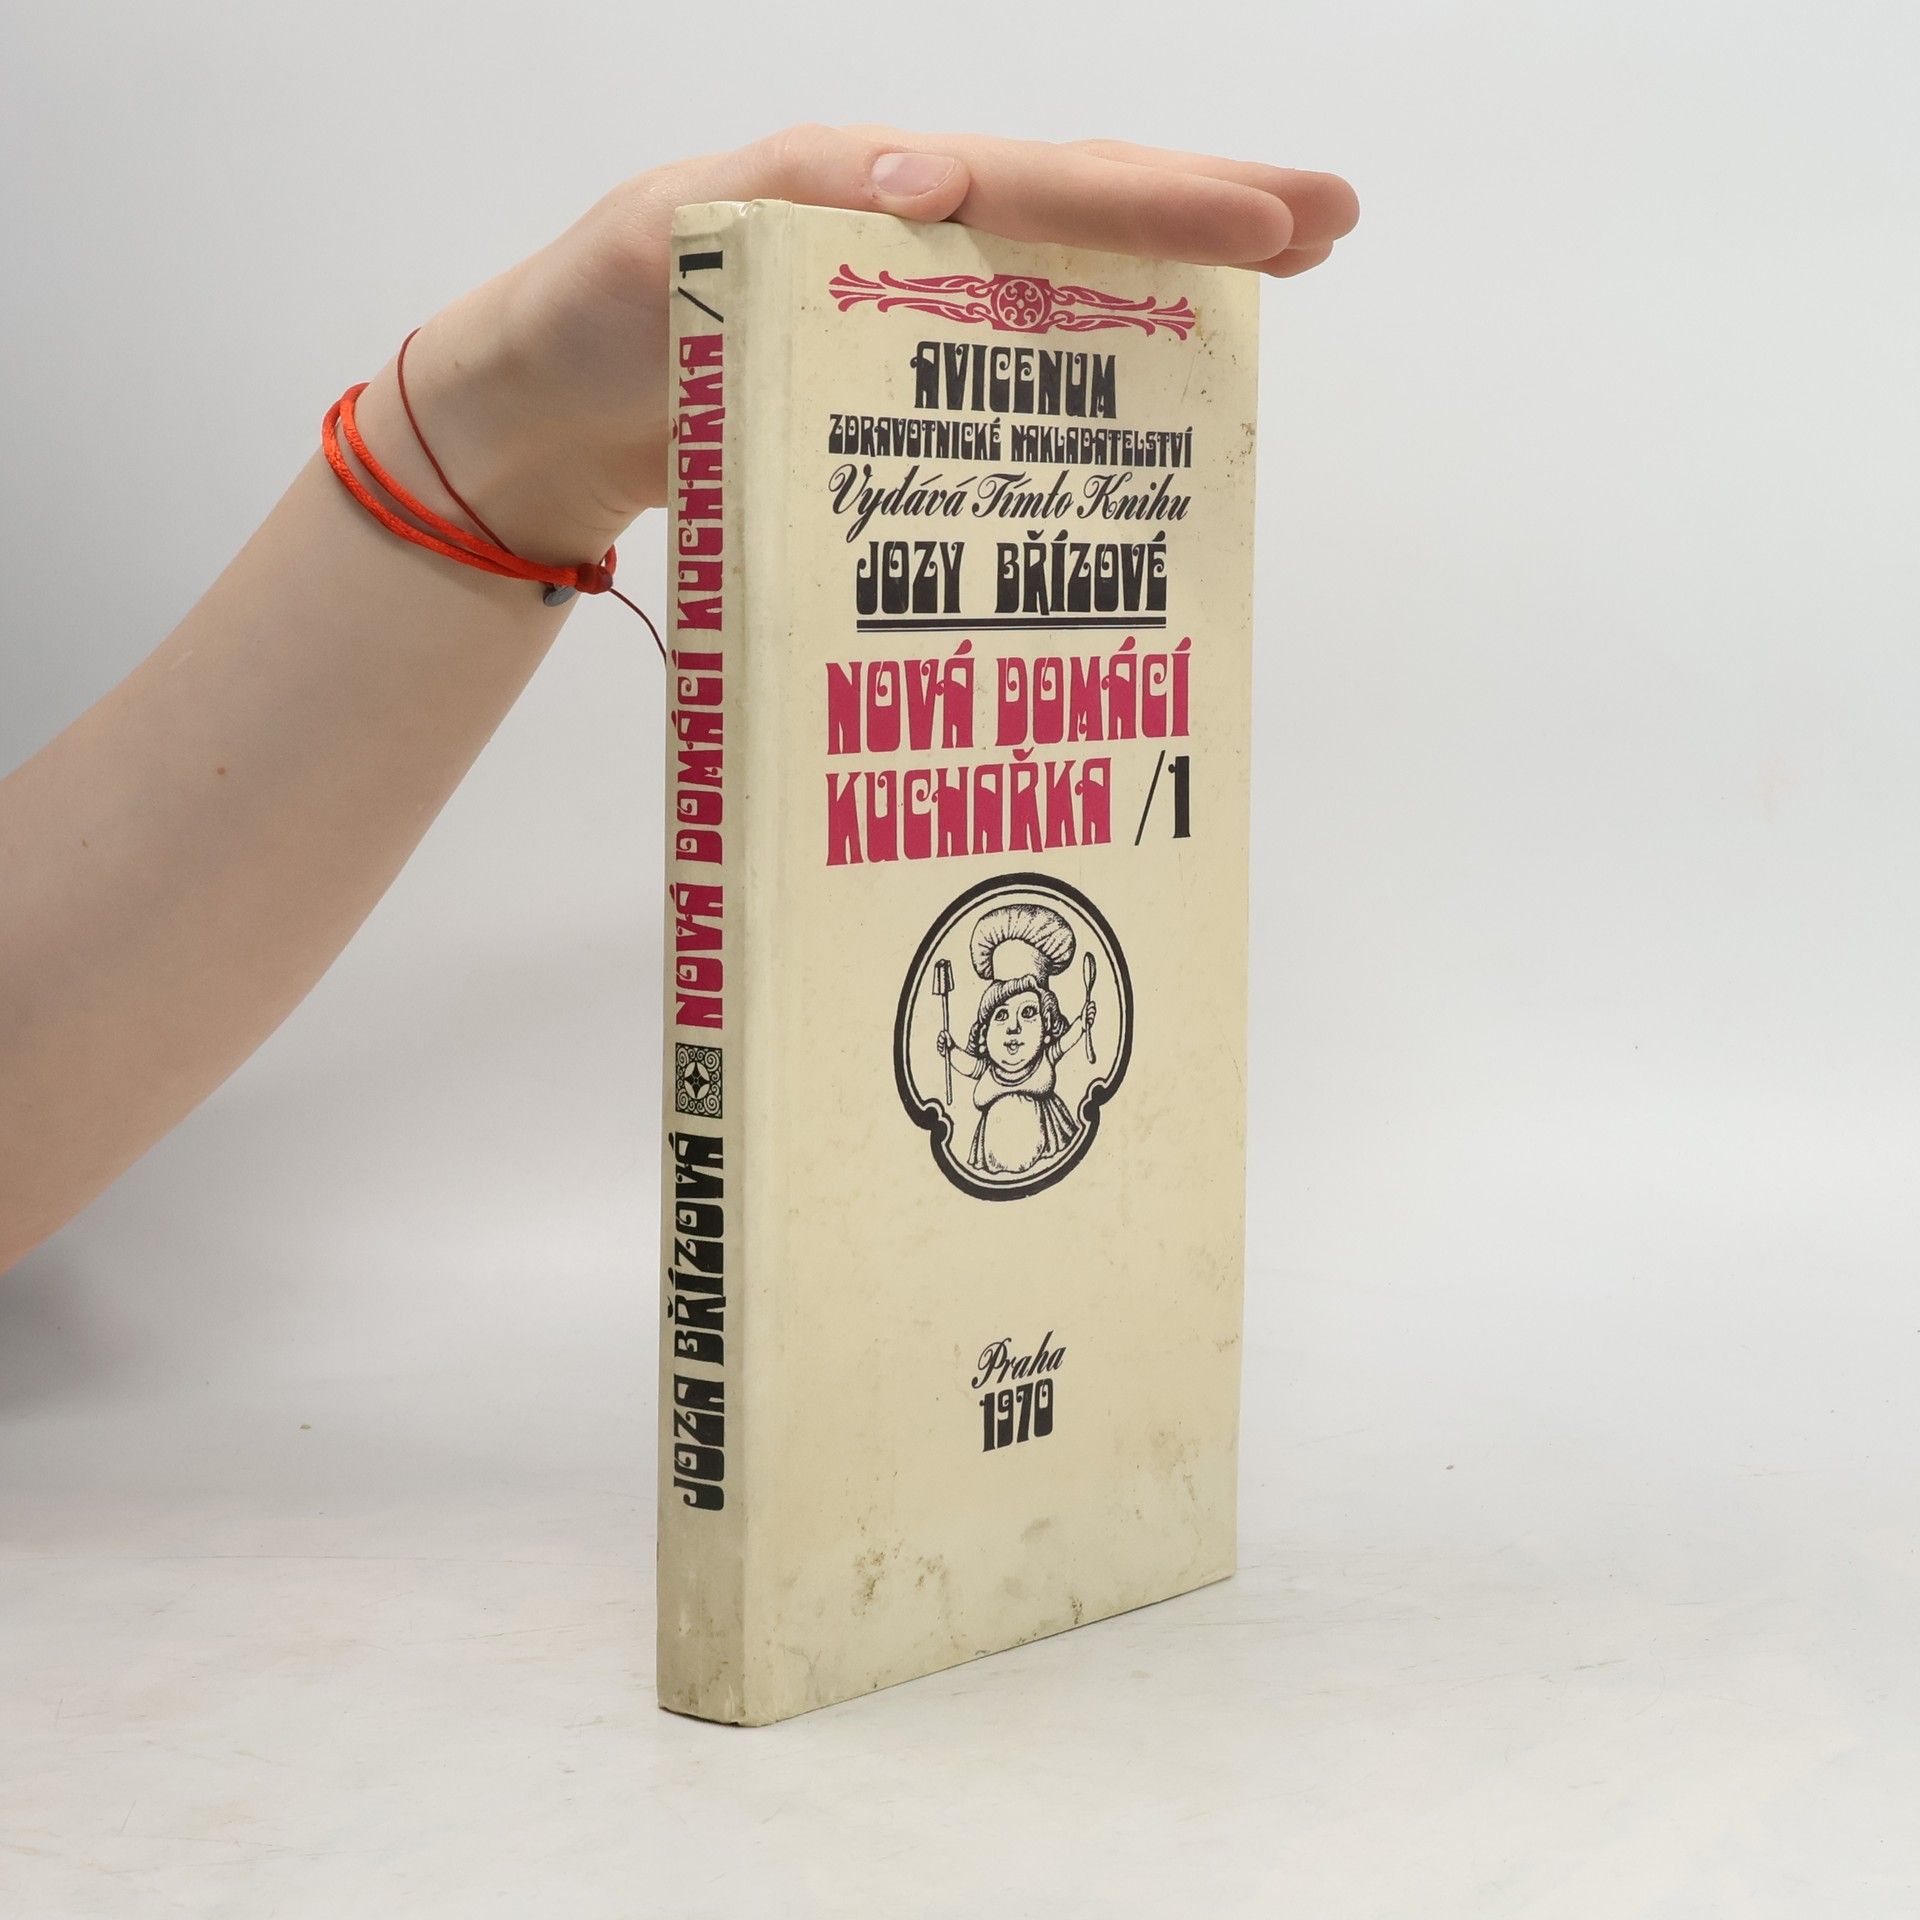 AVICENUM
ZDRAVOTNICKÉ NAKLADATELSTVÍ
Vydává Tímto Knihu
JOZY BŘÍZOVÉ
NOVÁ DOMÁCÍ
KUCHAŘKA /1
Praha
1970
JOZA BŘÍZOVÁ NOVÁ DOMÁCÍ KUCHAŘKA /1